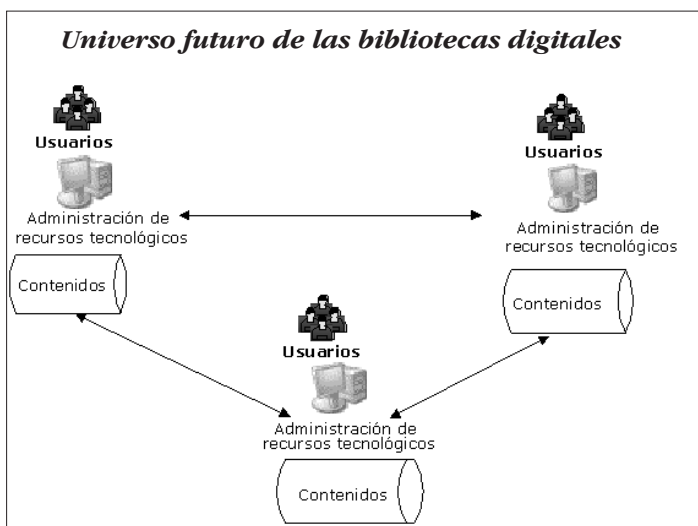 Universo futuro de las bibliotecas digitales
Usuarios
Administración de
recursos tecnológicos
Contenidos
Usuarios
Administración de
recursos tecnológicos
Contenidos
Usuarios
Administración de
recursos tecnológicos
Contenidos